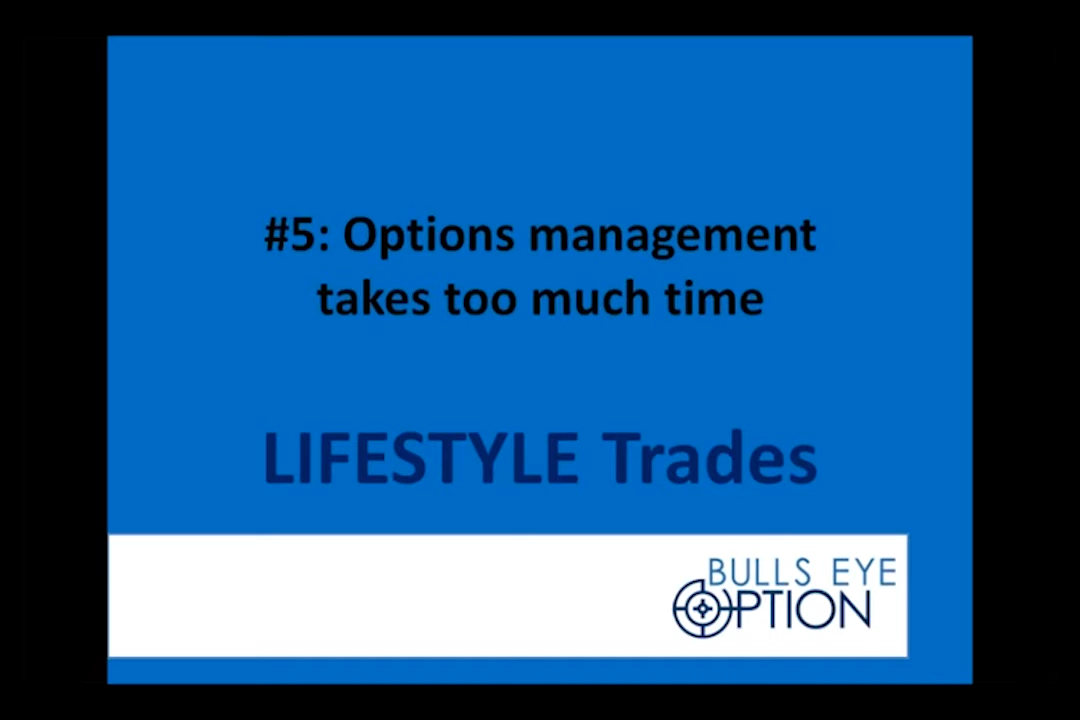 #5: Options management
takes too much time
LIFESTYLE Trades
BULLS EYE
OPTION